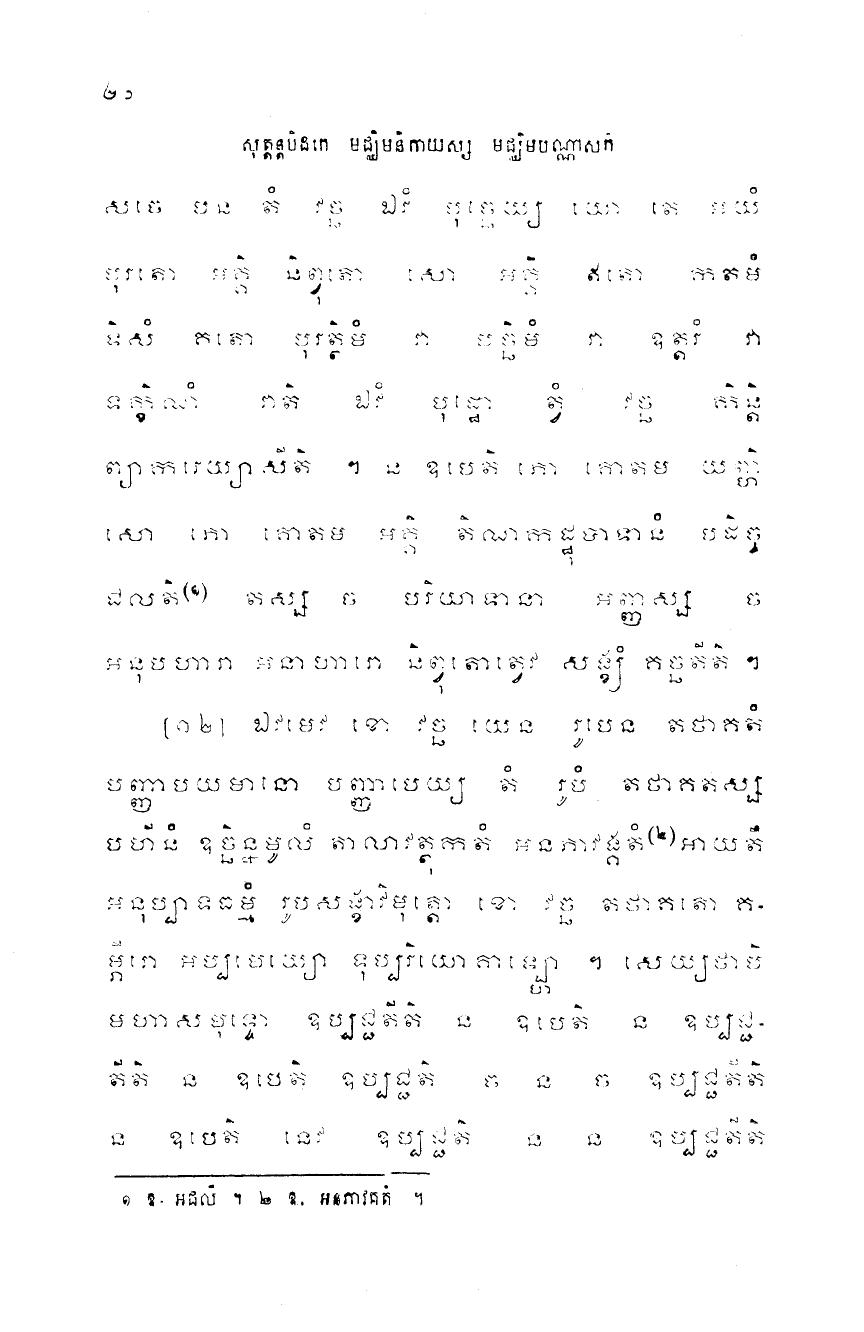 ២១
សុត្តន្តបិដកេ មជ្ឈិមនិកាយស្ស មជ្ឈិមបណ្ណាសកំ
សចេ បន តំ វច្ឆ ឯវំ បុច្ឆេយ្យ យោ តេ អយំ
បុរតោ អគ្គិ និព្វុតោ សោ អគ្គិ ឥតោ កតមំ
ទិសំ គតោ បុរត្ថិមំ វា បច្ឆិមំ វា ឧត្តរំ វា
ទក្ខិណំ វាតិ ឯវំ បុដ្ឋោ ត្វំ វច្ឆ កិន្តិ
ព្យាករេយ្យាសីតិ ។ ន ឧបេតិ ភោ គោតម យញ្ហិ
សោ ភោ គោតម អគ្គិ តិណកដ្ឋុបាទានំ បដិច្ច
ជលតិ(១) តស្ស ច បរិយាទានា អញ្ញស្ស ច
អនុបហារា អនាហារោ និព្វុតោត្វេវ សង្ខ្យំ គច្ឆតីតិ ។
[១២] ឯវមេវ ខោ វច្ឆ យេន រូបេន តថាគតំ
បញ្ញាបយមានោ បញ្ញាបេយ្យ តំ រូបំ តថាគតស្ស
បហីនំ ឧច្ឆិន្នមូលំ តាលាវត្ថុកតំ អនភាវង្គតំ(២)អាយតឹ
អនុប្បាទធម្មំ រូបសង្ខាវិមុត្តោ ខោ វច្ឆ តថាគតោ គ-
ម្ភីរោ អប្បមេយ្យោ ទុប្បរិយោគាឡ្ហោ ។ សេយ្យថាបិ
មហាសមុទ្ទោ ឧប្បជ្ជតីតិ ន ឧបេតិ ន ឧប្បជ្ជ-
តីតិ ន ឧបេតិ ឧប្បជ្ជតិ ច ន ច ឧប្បជ្ជតីតិ
ន ឧបេតិ នេវ ឧប្បជ្ជតិ ន ន ឧប្បជ្ជតីតិ
១ ឱ. អជលិ ។ ២ ឱ. អនភាវគតំ ។